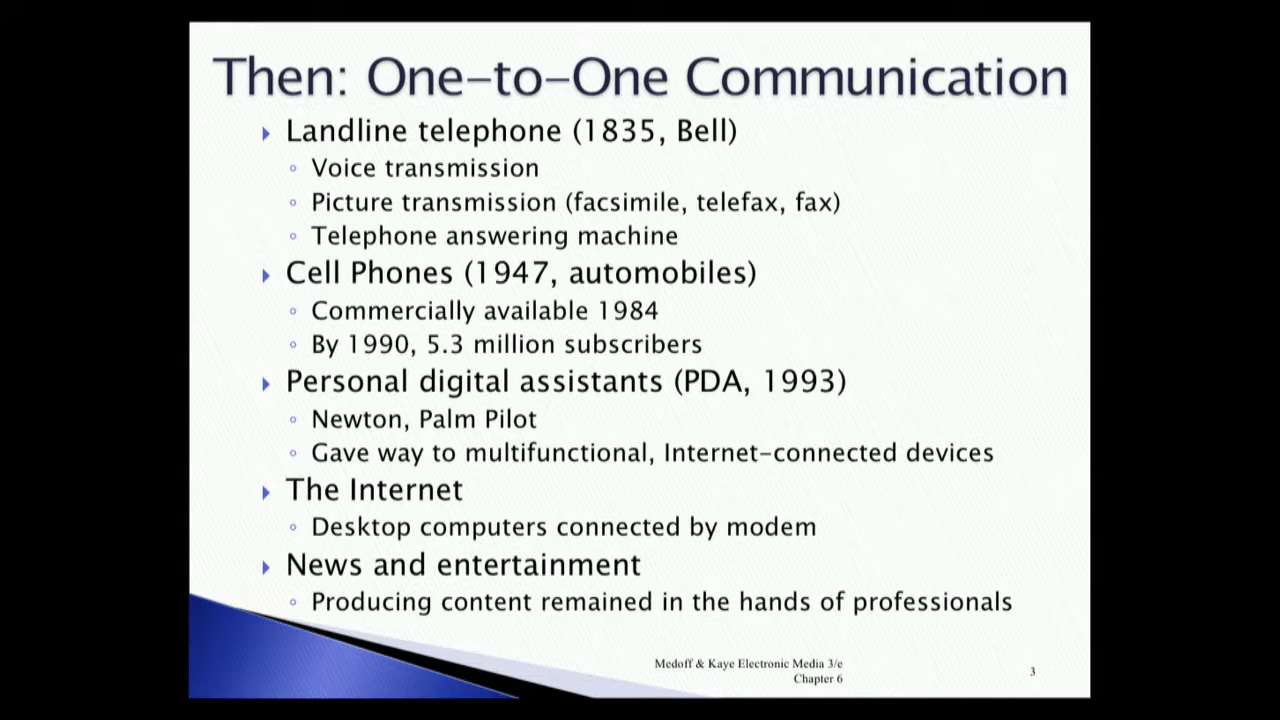 Then: One-to-One Communication
Landline telephone (1835, Bell)
Voice transmission
Picture transmission (facsimile, telefax, fax)
Telephone answering machine
Cell Phones (1947, automobiles)
Commercially available 1984
By 1990, 5.3 million subscribers
Personal digital assistants (PDA, 1993)
Newton, Palm Pilot
Gave way to multifunctional, Internet-connected devices
The Internet
Desktop computers connected by modem
News and entertainment
Producing content remained in the hands of professionals
Medoff & Kaye Electronic Media 3/e
Chapter 6
3